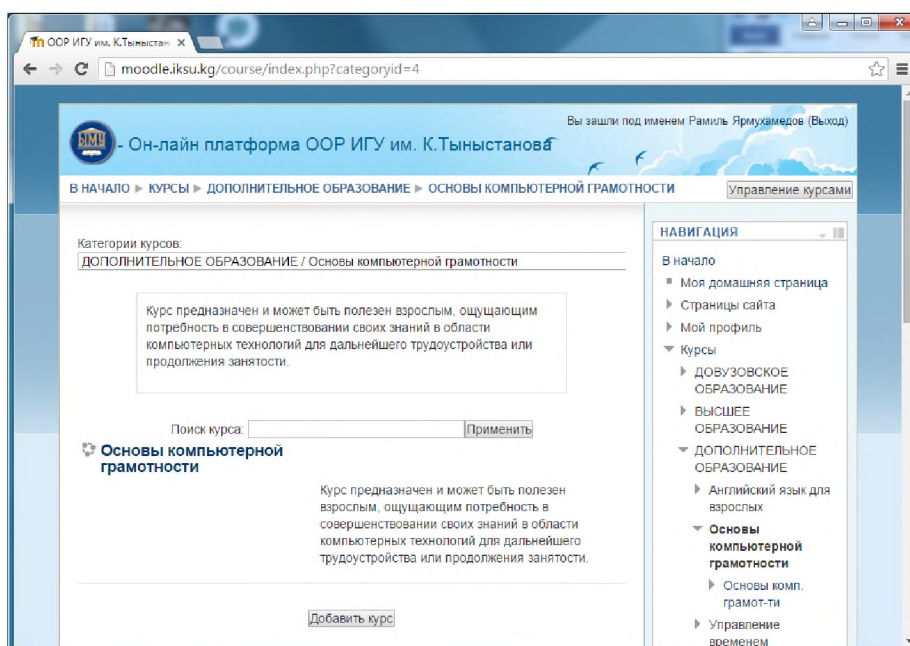 ООР ИГУ им. К.Тыныстан
moodle.iksu.kg/course/index.php?categoryid=4
Вы зашли под именем Рамиль Ярмухамедов (Выход)
- Он-лайн платформа ООР ИГУ им. К.Тыныстанова
В НАЧАЛО ► КУРСЫ ► ДОПОЛНИТЕЛЬНОЕ ОБРАЗОВАНИЕ ► ОСНОВЫ КОМПЬЮТЕРНОЙ ГРАМОТНОСТИ
Управление курсами
Категории курсов:
ДОПОЛНИТЕЛЬНОЕ ОБРАЗОВАНИЕ / Основы компьютерной грамотности
Курс предназначен и может быть полезен взрослым, ощущающим
потребность в совершенствовании своих знаний в области
компьютерных технологий для дальнейшего трудоустройства или
продолжения занятости.
Поиск курса:
Применить
Основы компьютерной
грамотности
Курс предназначен и может быть полезен
взрослым, ощущающим потребность в
совершенствовании своих знаний в области
компьютерных технологий для дальнейшего
трудоустройства или продолжения занятости.
Добавить курс
НАВИГАЦИЯ
В начало
Моя домашняя страница
Страницы сайта
Мой профиль
Курсы
ДОВУЗОВСКОЕ
ОБРАЗОВАНИЕ
ВЫСШЕЕ
ОБРАЗОВАНИЕ
ДОПОЛНИТЕЛЬНОЕ
ОБРАЗОВАНИЕ
Английский язык для
взрослых
Основы
компьютерной
грамотности
Основы комп.
грамот-ти
Управление
временем